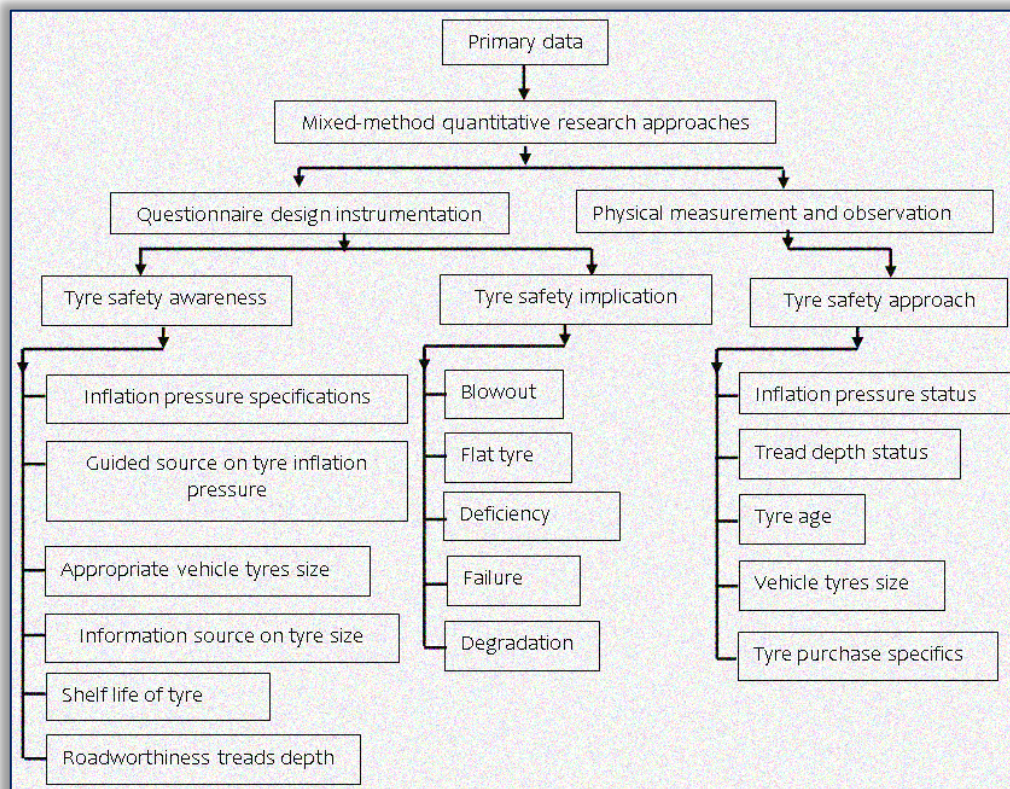 Primary data
Mixed-method quantitative research approaches
Questionnaire design instrumentation
Physical measurement and observation
Tyre safety awareness
Tyre safety implication
Tyre safety approach
Inflation pressure specifications
Guided source on tyre inflation
pressure
Appropriate vehicle tyres size
Information source on tyre size
Shelf life of tyre
Roadworthiness treads depth
Blowout
Flat tyre
Deficiency
Failure
Degradation
Inflation pressure status
Tread depth status
Tyre age
Vehicle tyres size
Tyre purchase specifics